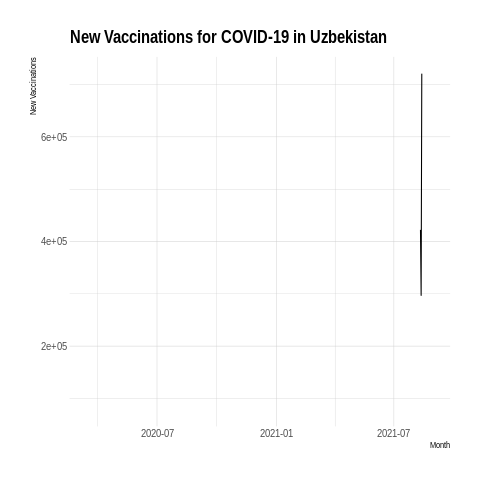 New Vaccinations for COVID-19 in Uzbekistan
New Vaccinations
6e+05
4e+05
2e+05
2020-07 2021-01 2021-07
Month